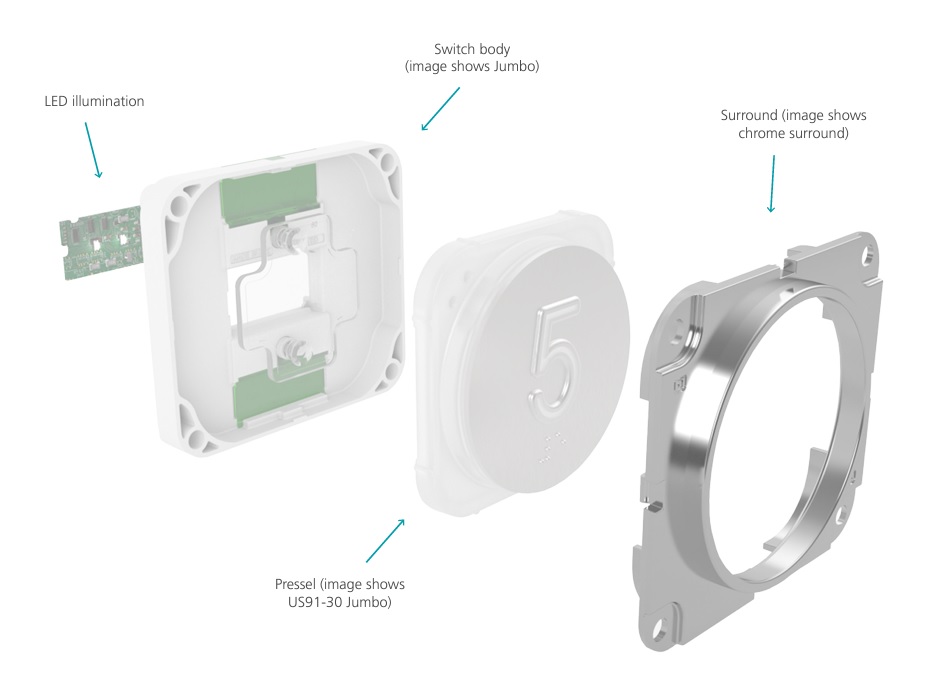 Switch body
(image shows Jumbo)
LED illumination
Surround (image shows
chrome surround)
5
Pressel (image shows
US91-30 Jumbo)